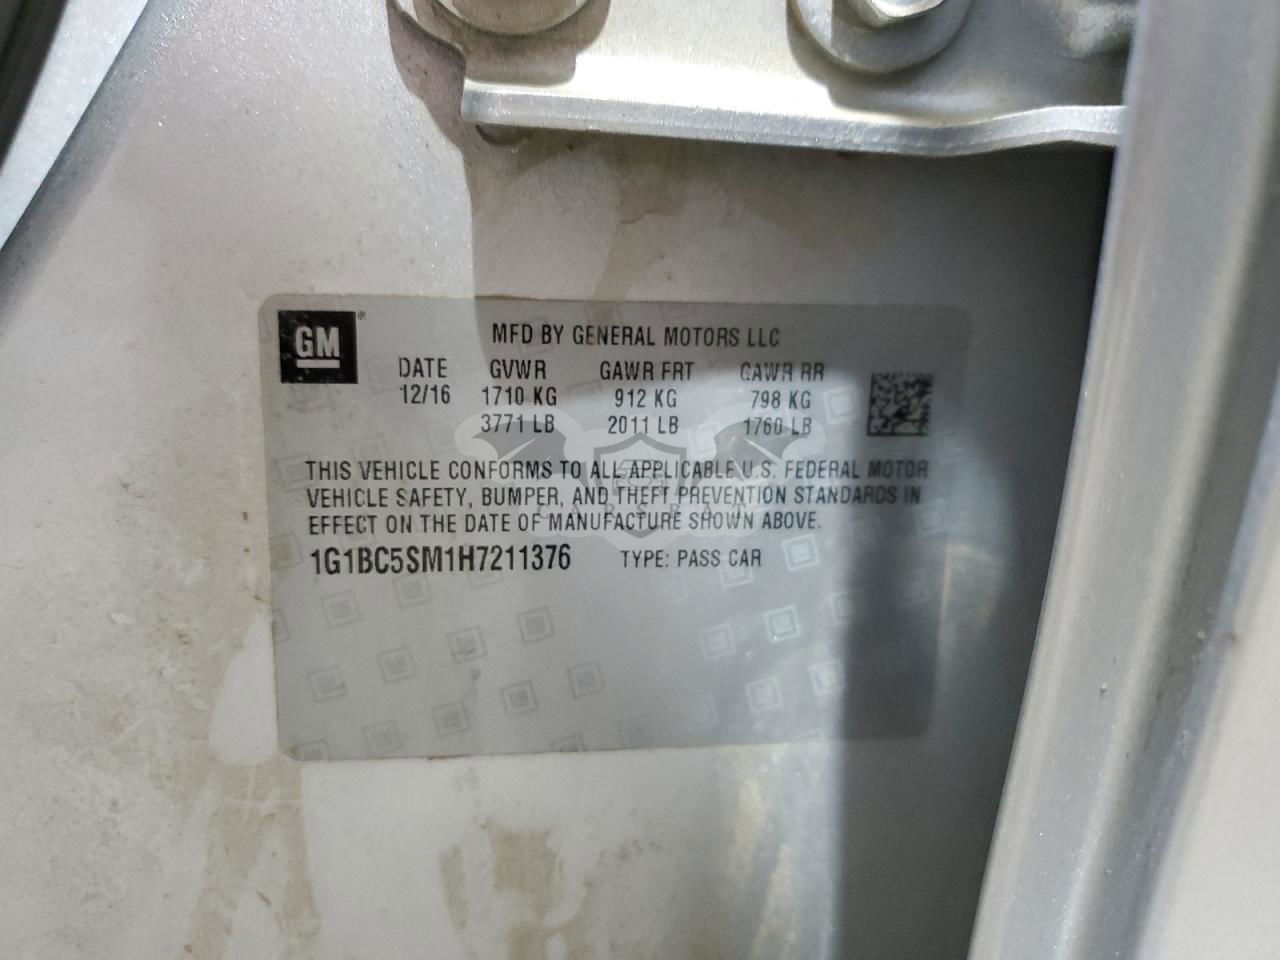 GM
MFD BY GENERAL MOTORS LLC
DATE GVWR GAWR FRT GAWR RR
12/16 1710 KG 912 KG 798 KG
3771 LB 2011 LB 1760 LB
THIS VEHICLE CONFORMS TO ALL APPLICABLE U.S. FEDERAL MOTOR
VEHICLE SAFETY, BUMPER, AND THEFT PREVENTION STANDARDS IN
EFFECT ON THE DATE OF MANUFACTURE SHOWN ABOVE.
1G1BC5SM1H7211376 TYPE: PASS CAR